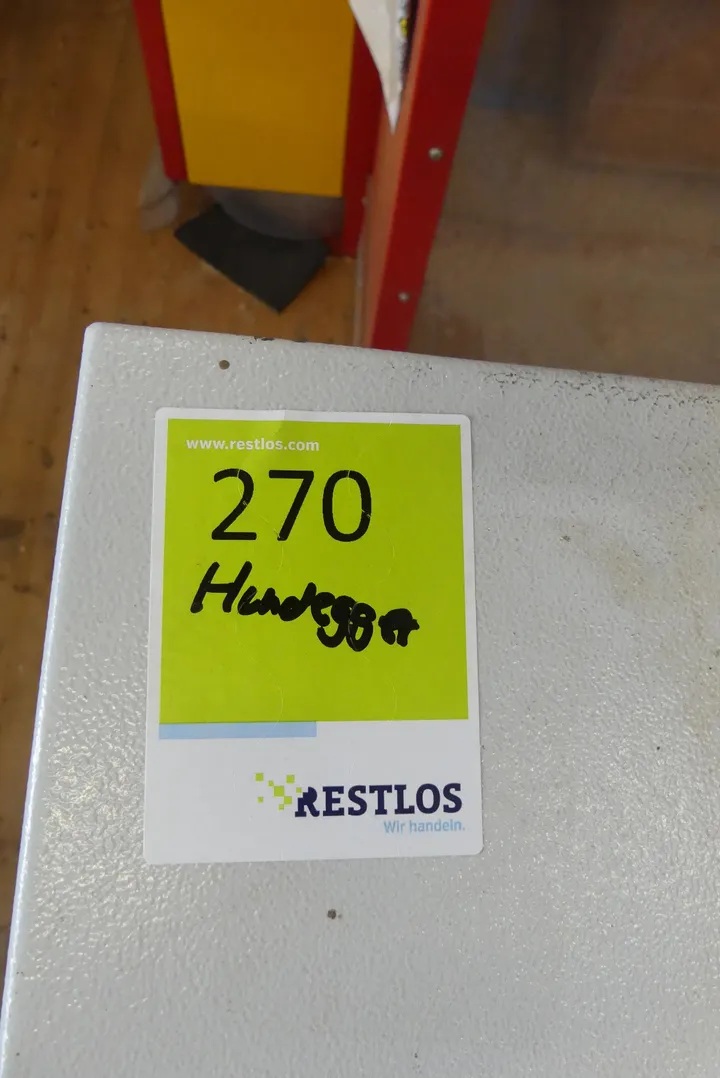 www.restlos.com
270
Hundegger
RESTLOS
Wir handeln.